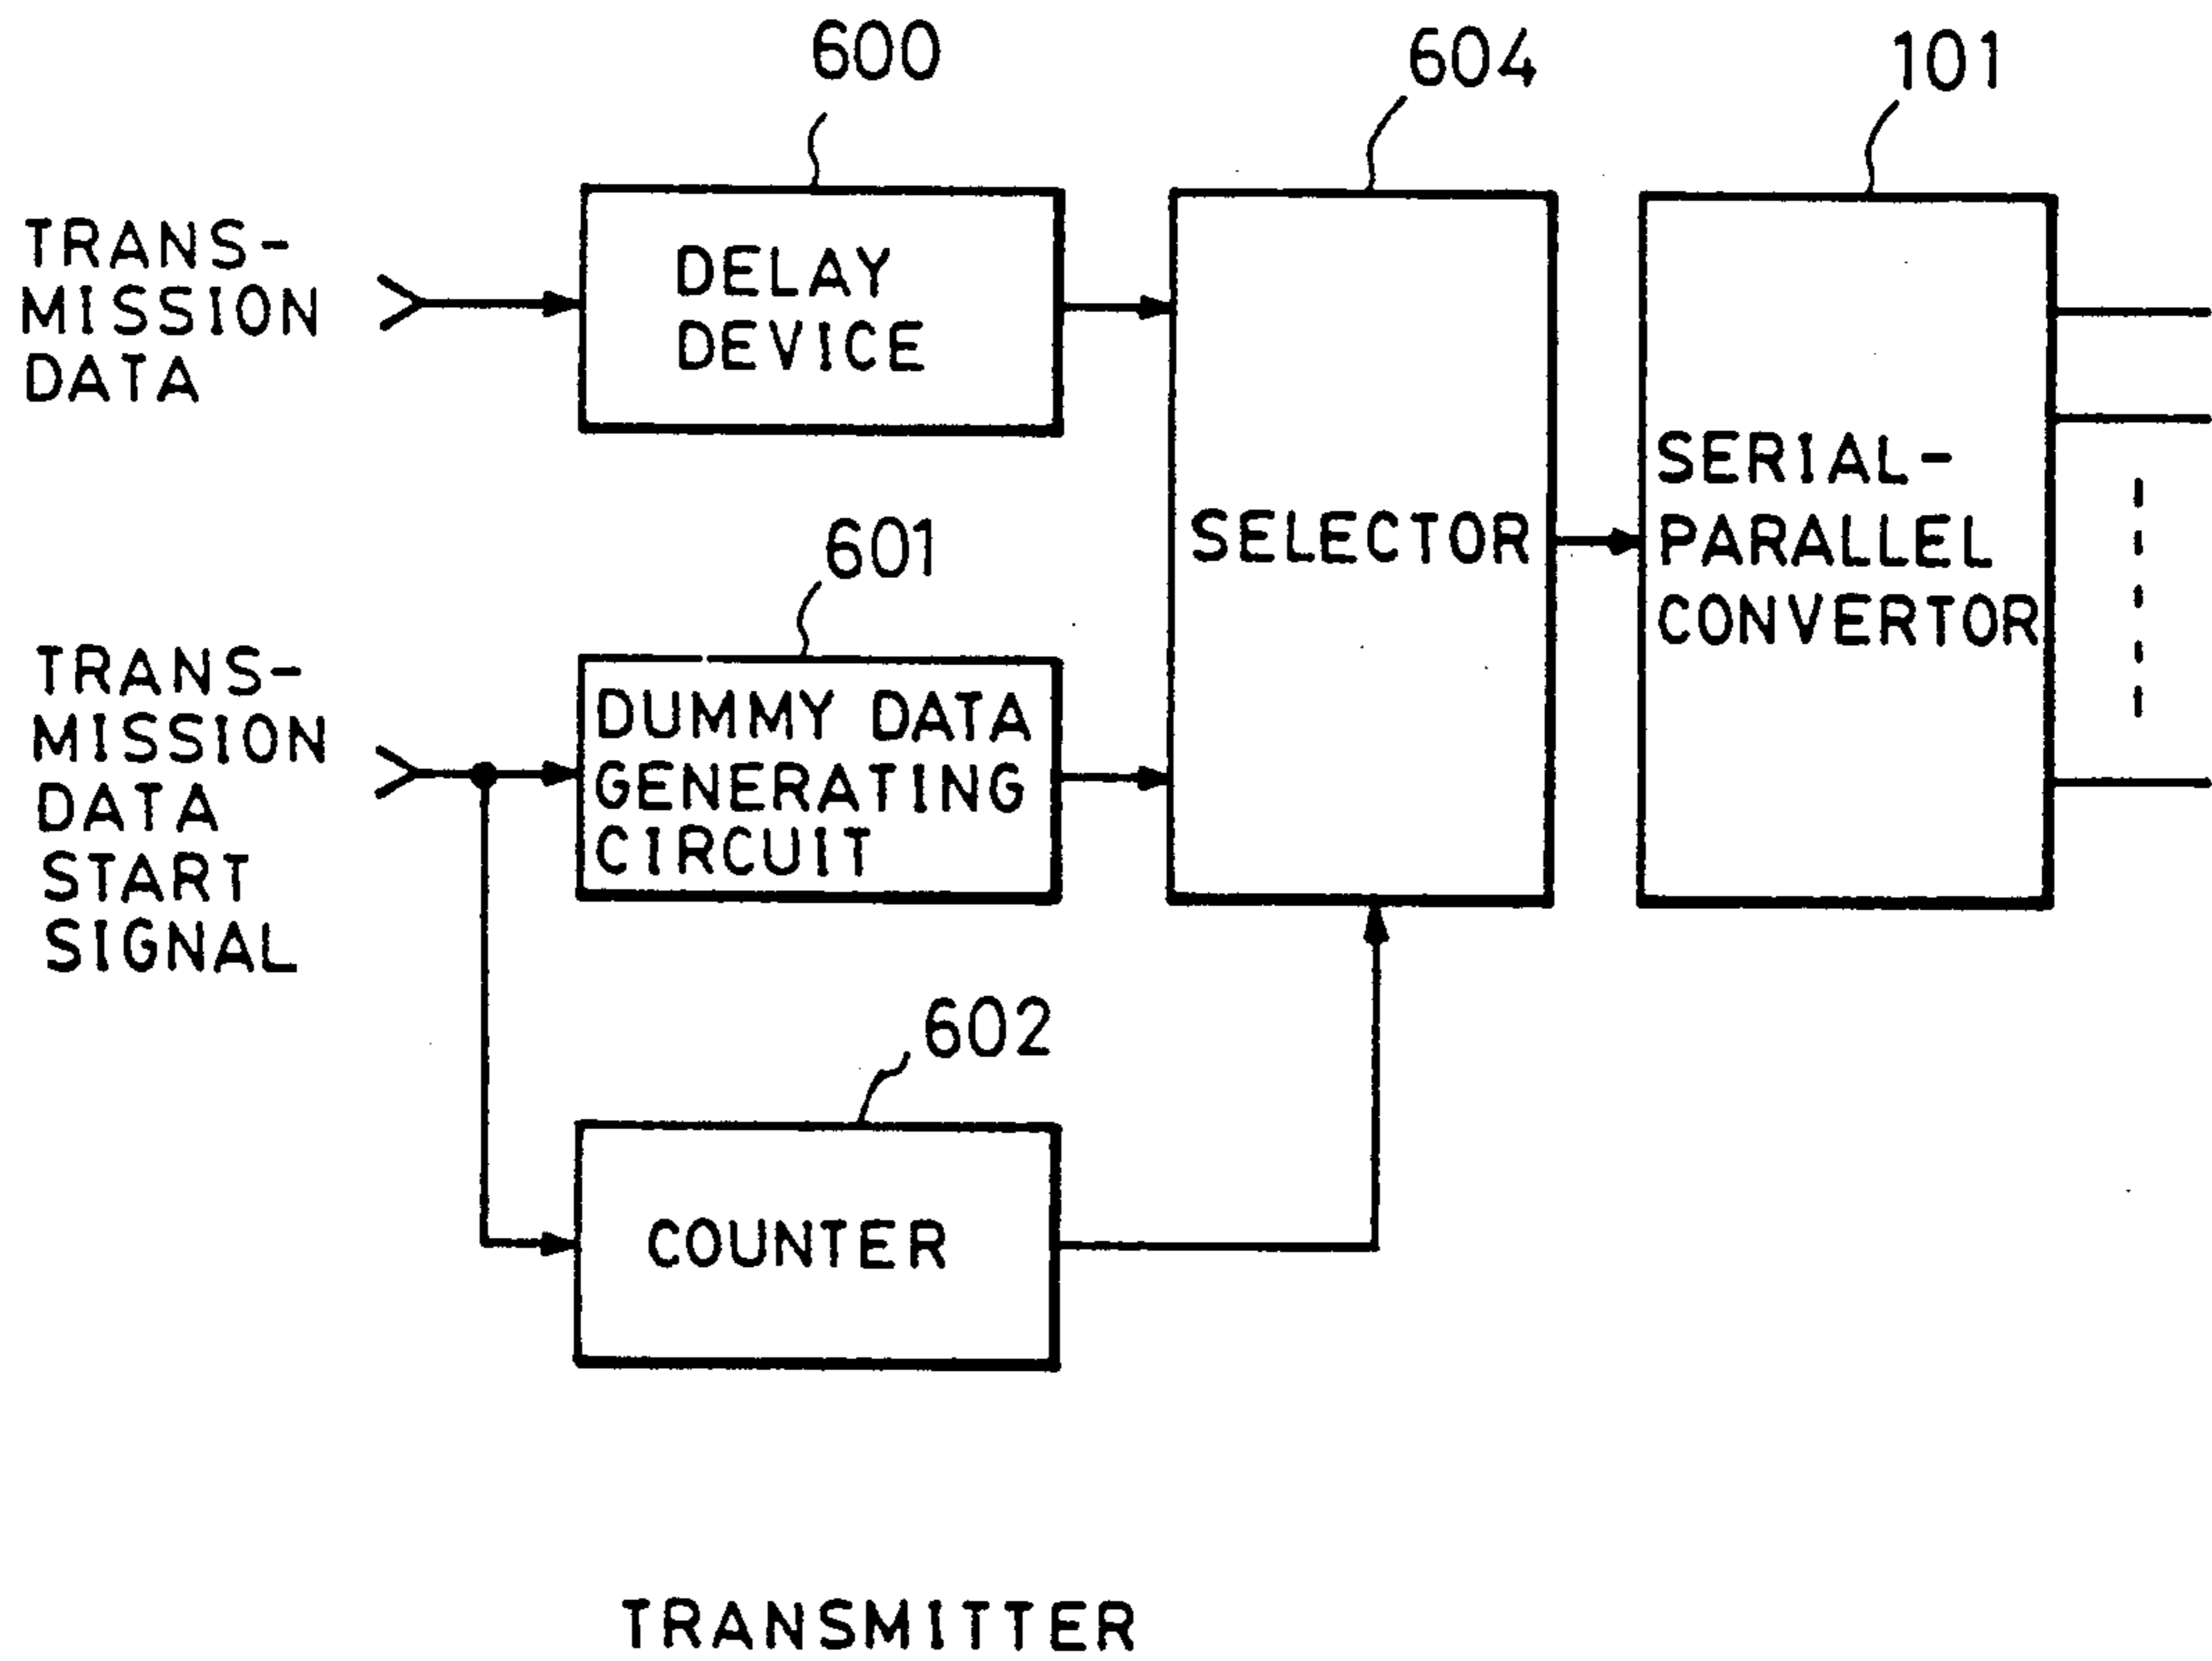 600
604
101
TRANS-
MISSION
DATA
DELAY
DEVICE
SELECTOR
SERIAL-
PARALLEL
CONVERTOR
601
TRANS-
MISSION
DATA
START
SIGNAL
DUMMY DATA
GENERATING
CIRCUIT
602
COUNTER
TRANSMITTER